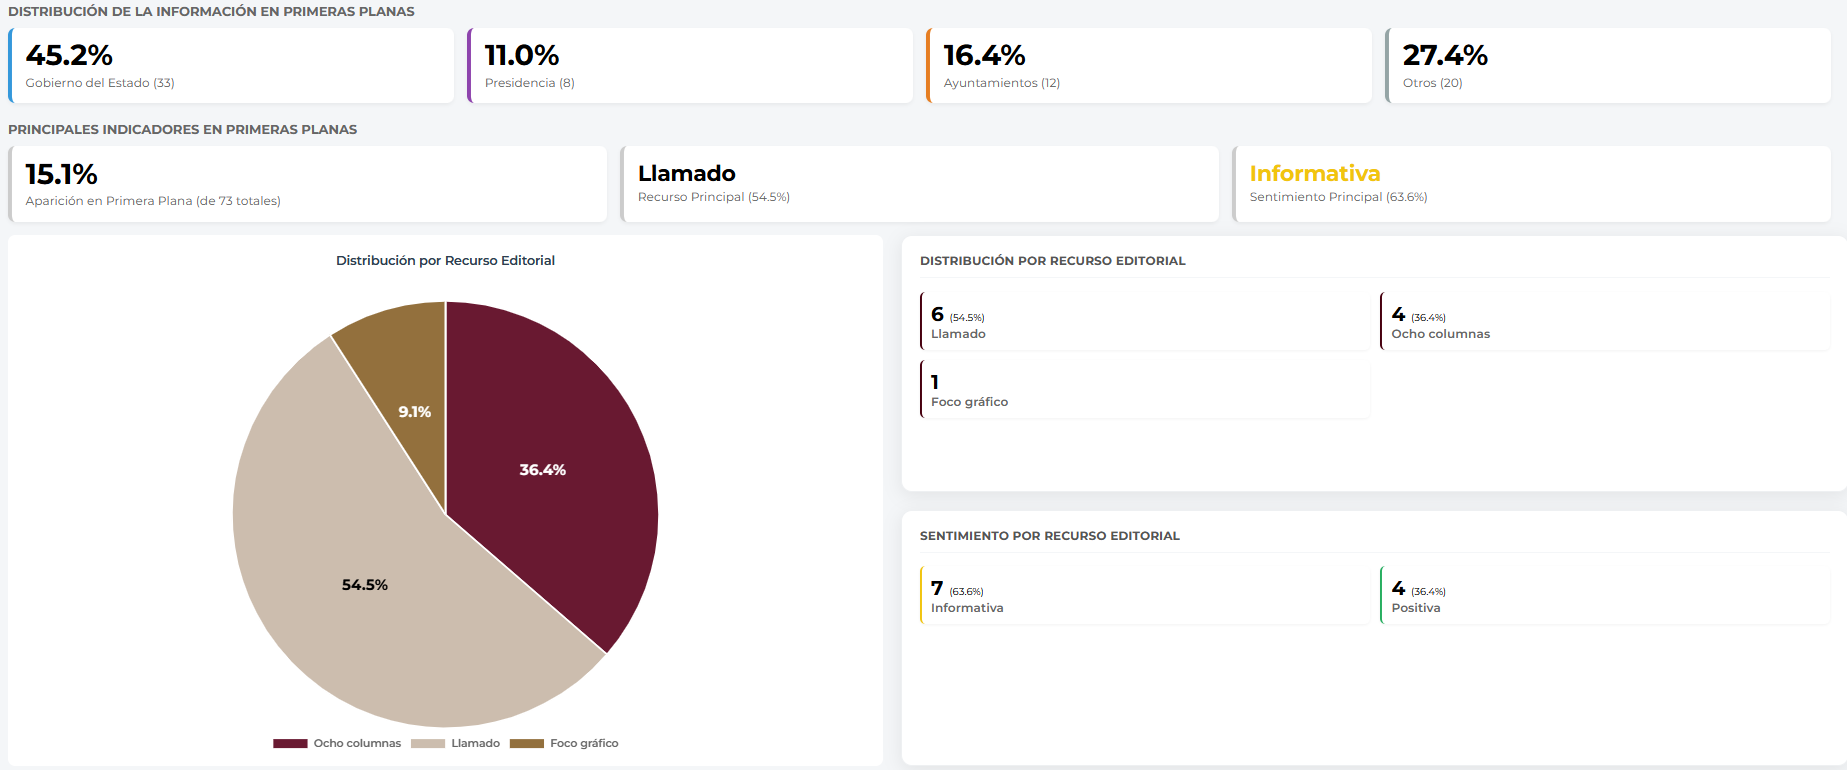 DISTRIBUCIÓN DE LA INFORMACIÓN EN PRIMERAS PLANAS
45.2%
Gobierno del Estado (33)
11.0%
Presidencia (8)
16.4%
Ayuntamientos (12)
27.4%
Otros (20)
PRINCIPALES INDICADORES EN PRIMERAS PLANAS
15.1%
Aparición en Primera Plana (de 73 totales)
Llamado
Recurso Principal (54.5%)
Informativa
Sentimiento Principal (63.6%)
Distribución por Recurso Editorial
9.1%
36.4%
54.5%
Ocho columnas
Llamado
Foco gráfico
DISTRIBUCIÓN POR RECURSO EDITORIAL
6 (54.5%)
Llamado
4 (36.4%)
Ocho columnas
1
Foco gráfico
SENTIMIENTO POR RECURSO EDITORIAL
7 (63.6%)
Informativa
4 (36.4%)
Positiva